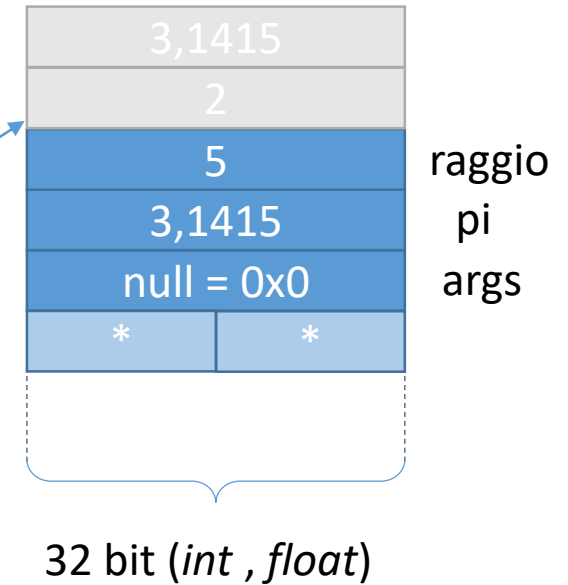 3,1415
2
5 raggio
3,1415 pi
null = 0x0 args
* *
32 bit (int , float)